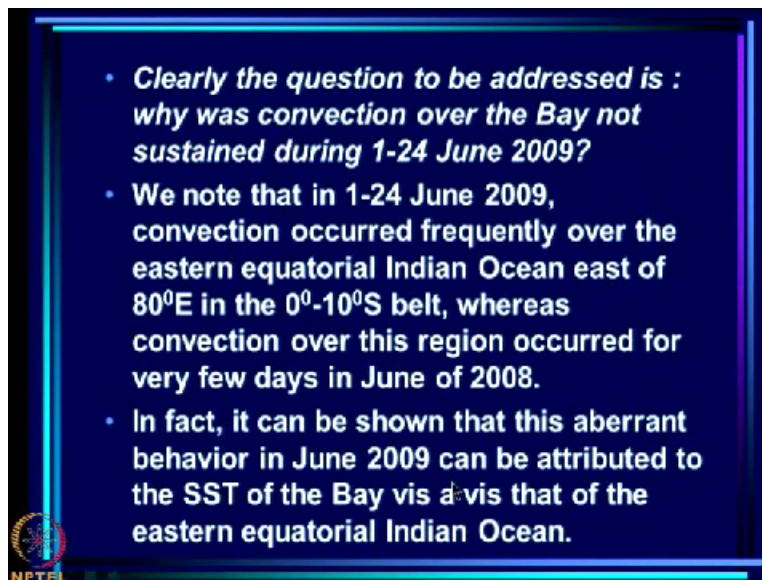 • Clearly the question to be addressed is :
why was convection over the Bay not
sustained during 1-24 June 2009?
• We note that in 1-24 June 2009,
convection occurred frequently over the
eastern equatorial Indian Ocean east of
80⁰E in the 0⁰-10⁰S belt, whereas
convection over this region occurred for
very few days in June of 2008.
• In fact, it can be shown that this aberrant
behavior in June 2009 can be attributed to
the SST of the Bay vis a vis that of the
eastern equatorial Indian Ocean.
NPTEL